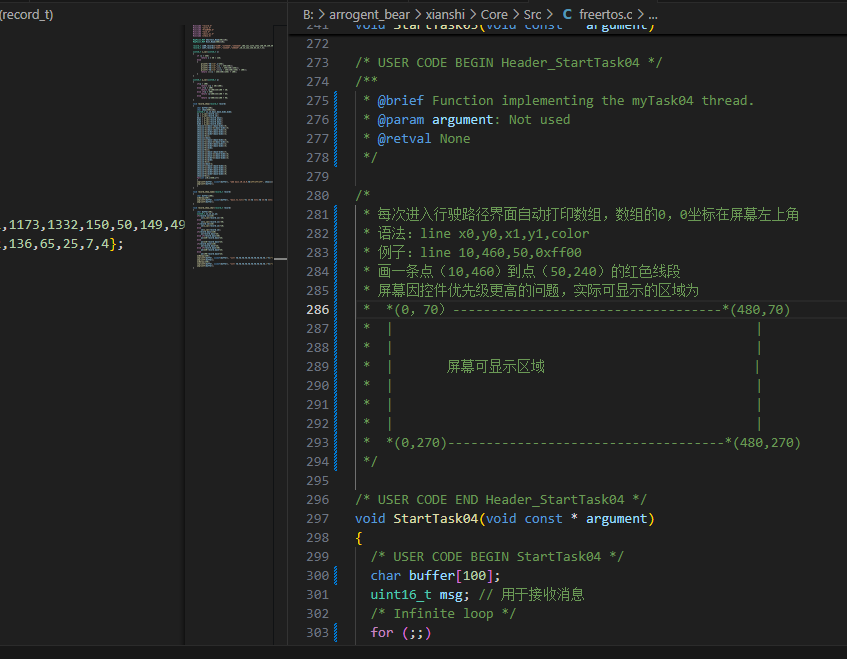 (record_t)
B: > arrogent_bear > xianshi > Core > Src > C freertos.c > ...
241 void StartTask03(void const * argument)
272
273 /* USER CODE BEGIN Header_StartTask04 */
274 /**
275 * @brief Function implementing the myTask04 thread.
276 * @param argument: Not used
277 * @retval None
278 */
279
280 /*
281 * 每次进入行驶路径界面自动打印数组，数组的0，0坐标在屏幕左上角
,1173,1332,150,50,149,49
282 * 语法：line x0,y0,x1,y1,color
,136,65,25,7,4};
283 * 例子：line 10,460,50,0xff00
284 * 画一条点（10,460）到点（50,240）的红色线段
285 * 屏幕因控件优先级更高的问题，实际可显示的区域为
286 * *(0，70）----------------------------------*(480,70)
287 * | |
288 * | |
289 * | 屏幕可显示区域 |
290 * | |
291 * | |
292 * | |
293 * *(0,270)-----------------------------------*(480,270)
294 */
295
296 /* USER CODE END Header_StartTask04 */
297 void StartTask04(void const * argument)
298 {
299 /* USER CODE BEGIN StartTask04 */
300 char buffer[100];
301 uint16_t msg; // 用于接收消息
302 /* Infinite loop */
303 for (;;)